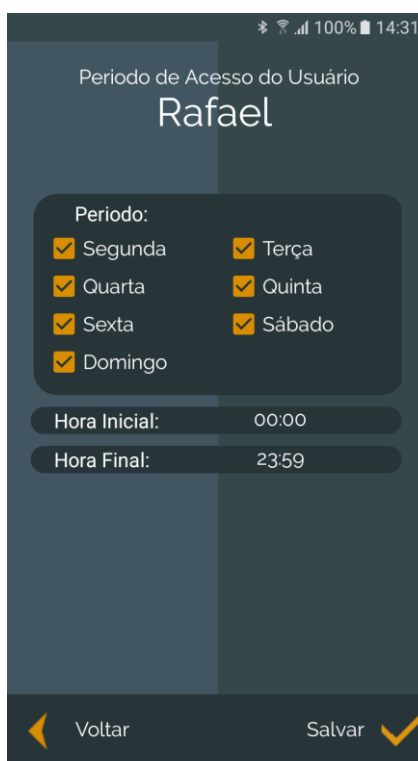 100% 14:31
Periodo de Acesso do Usuário
Rafael
Periodo:
Segunda Terça
Quarta Quinta
Sexta Sábado
Domingo
Hora Inicial: 00:00
Hora Final: 23:59
Voltar Salvar